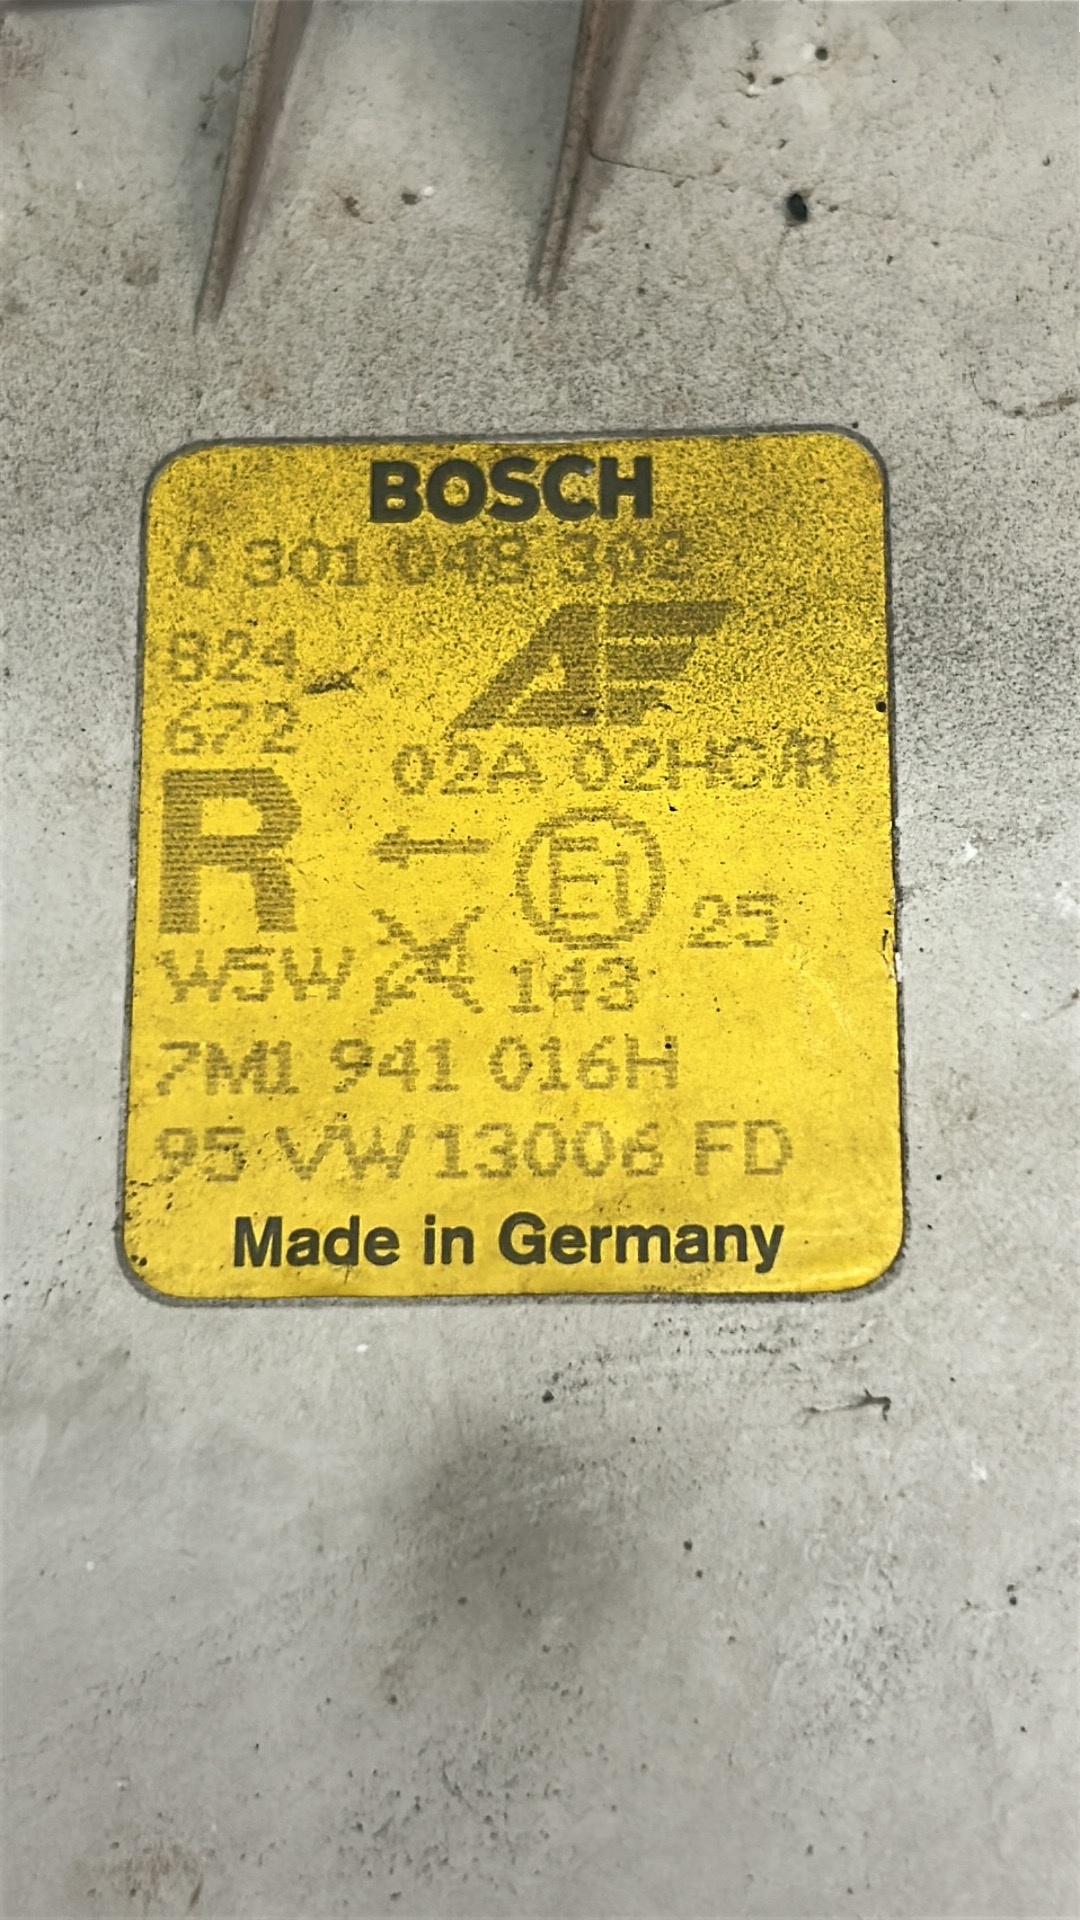 BOSCH
0 301 048 302
824
AF
672
02A 02HC/R
R
E1
25
W5W
143
7M1 941 016H
95 VW 13006 FD
Made in Germany